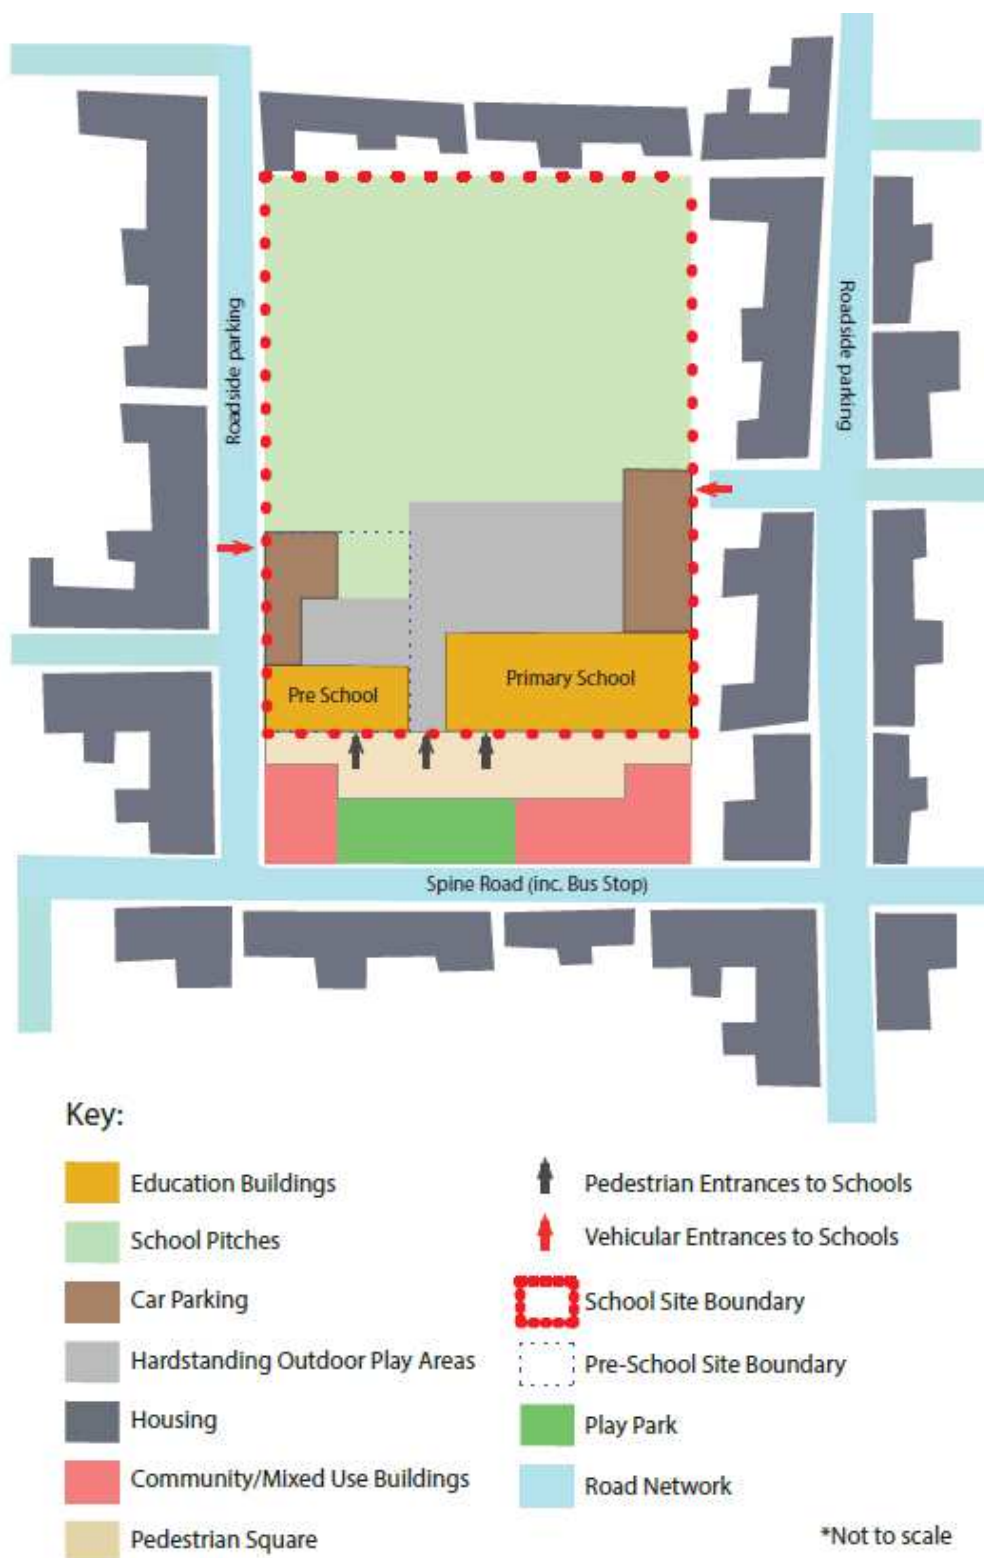 Roadside parking
Roadside parking
Pre School
Primary School
Spine Road (inc. Bus Stop)
Key:
Education Buildings
School Pitches
Car Parking
Hardstanding Outdoor Play Areas
Housing
Community/Mixed Use Buildings
Pedestrian Square
Pedestrian Entrances to Schools
Vehicular Entrances to Schools
School Site Boundary
Pre-School Site Boundary
Play Park
Road Network
*Not to scale